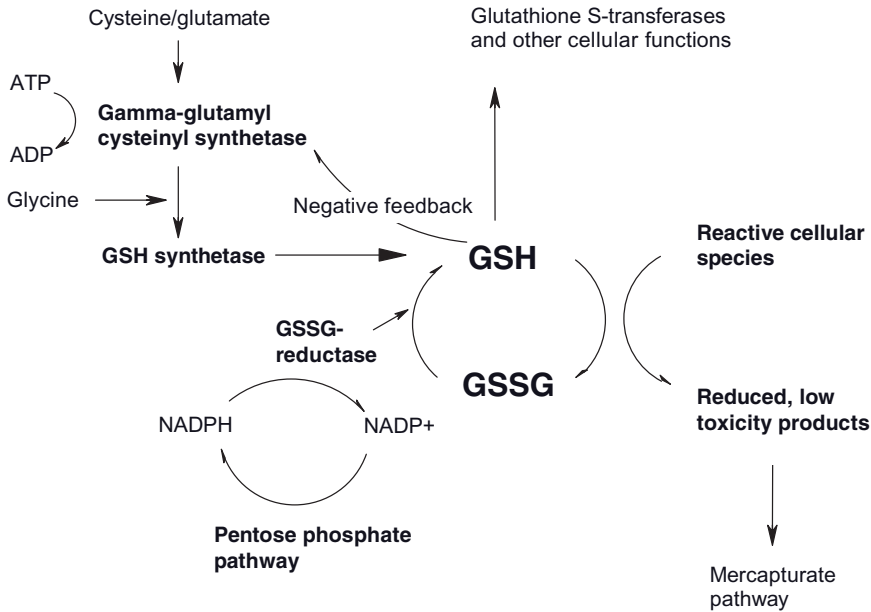 Cysteine/glutamate
Glutathione S-transferases
and other cellular functions
ATP
Gamma-glutamyl
cysteinyl synthetase
ADP
Glycine
Negative feedback
GSH synthetase
GSH
Reactive cellular
species
GSSG-
reductase
GSSG
Reduced, low
toxicity products
NADPH
NADP+
Pentose phosphate
pathway
Mercapturate
pathway